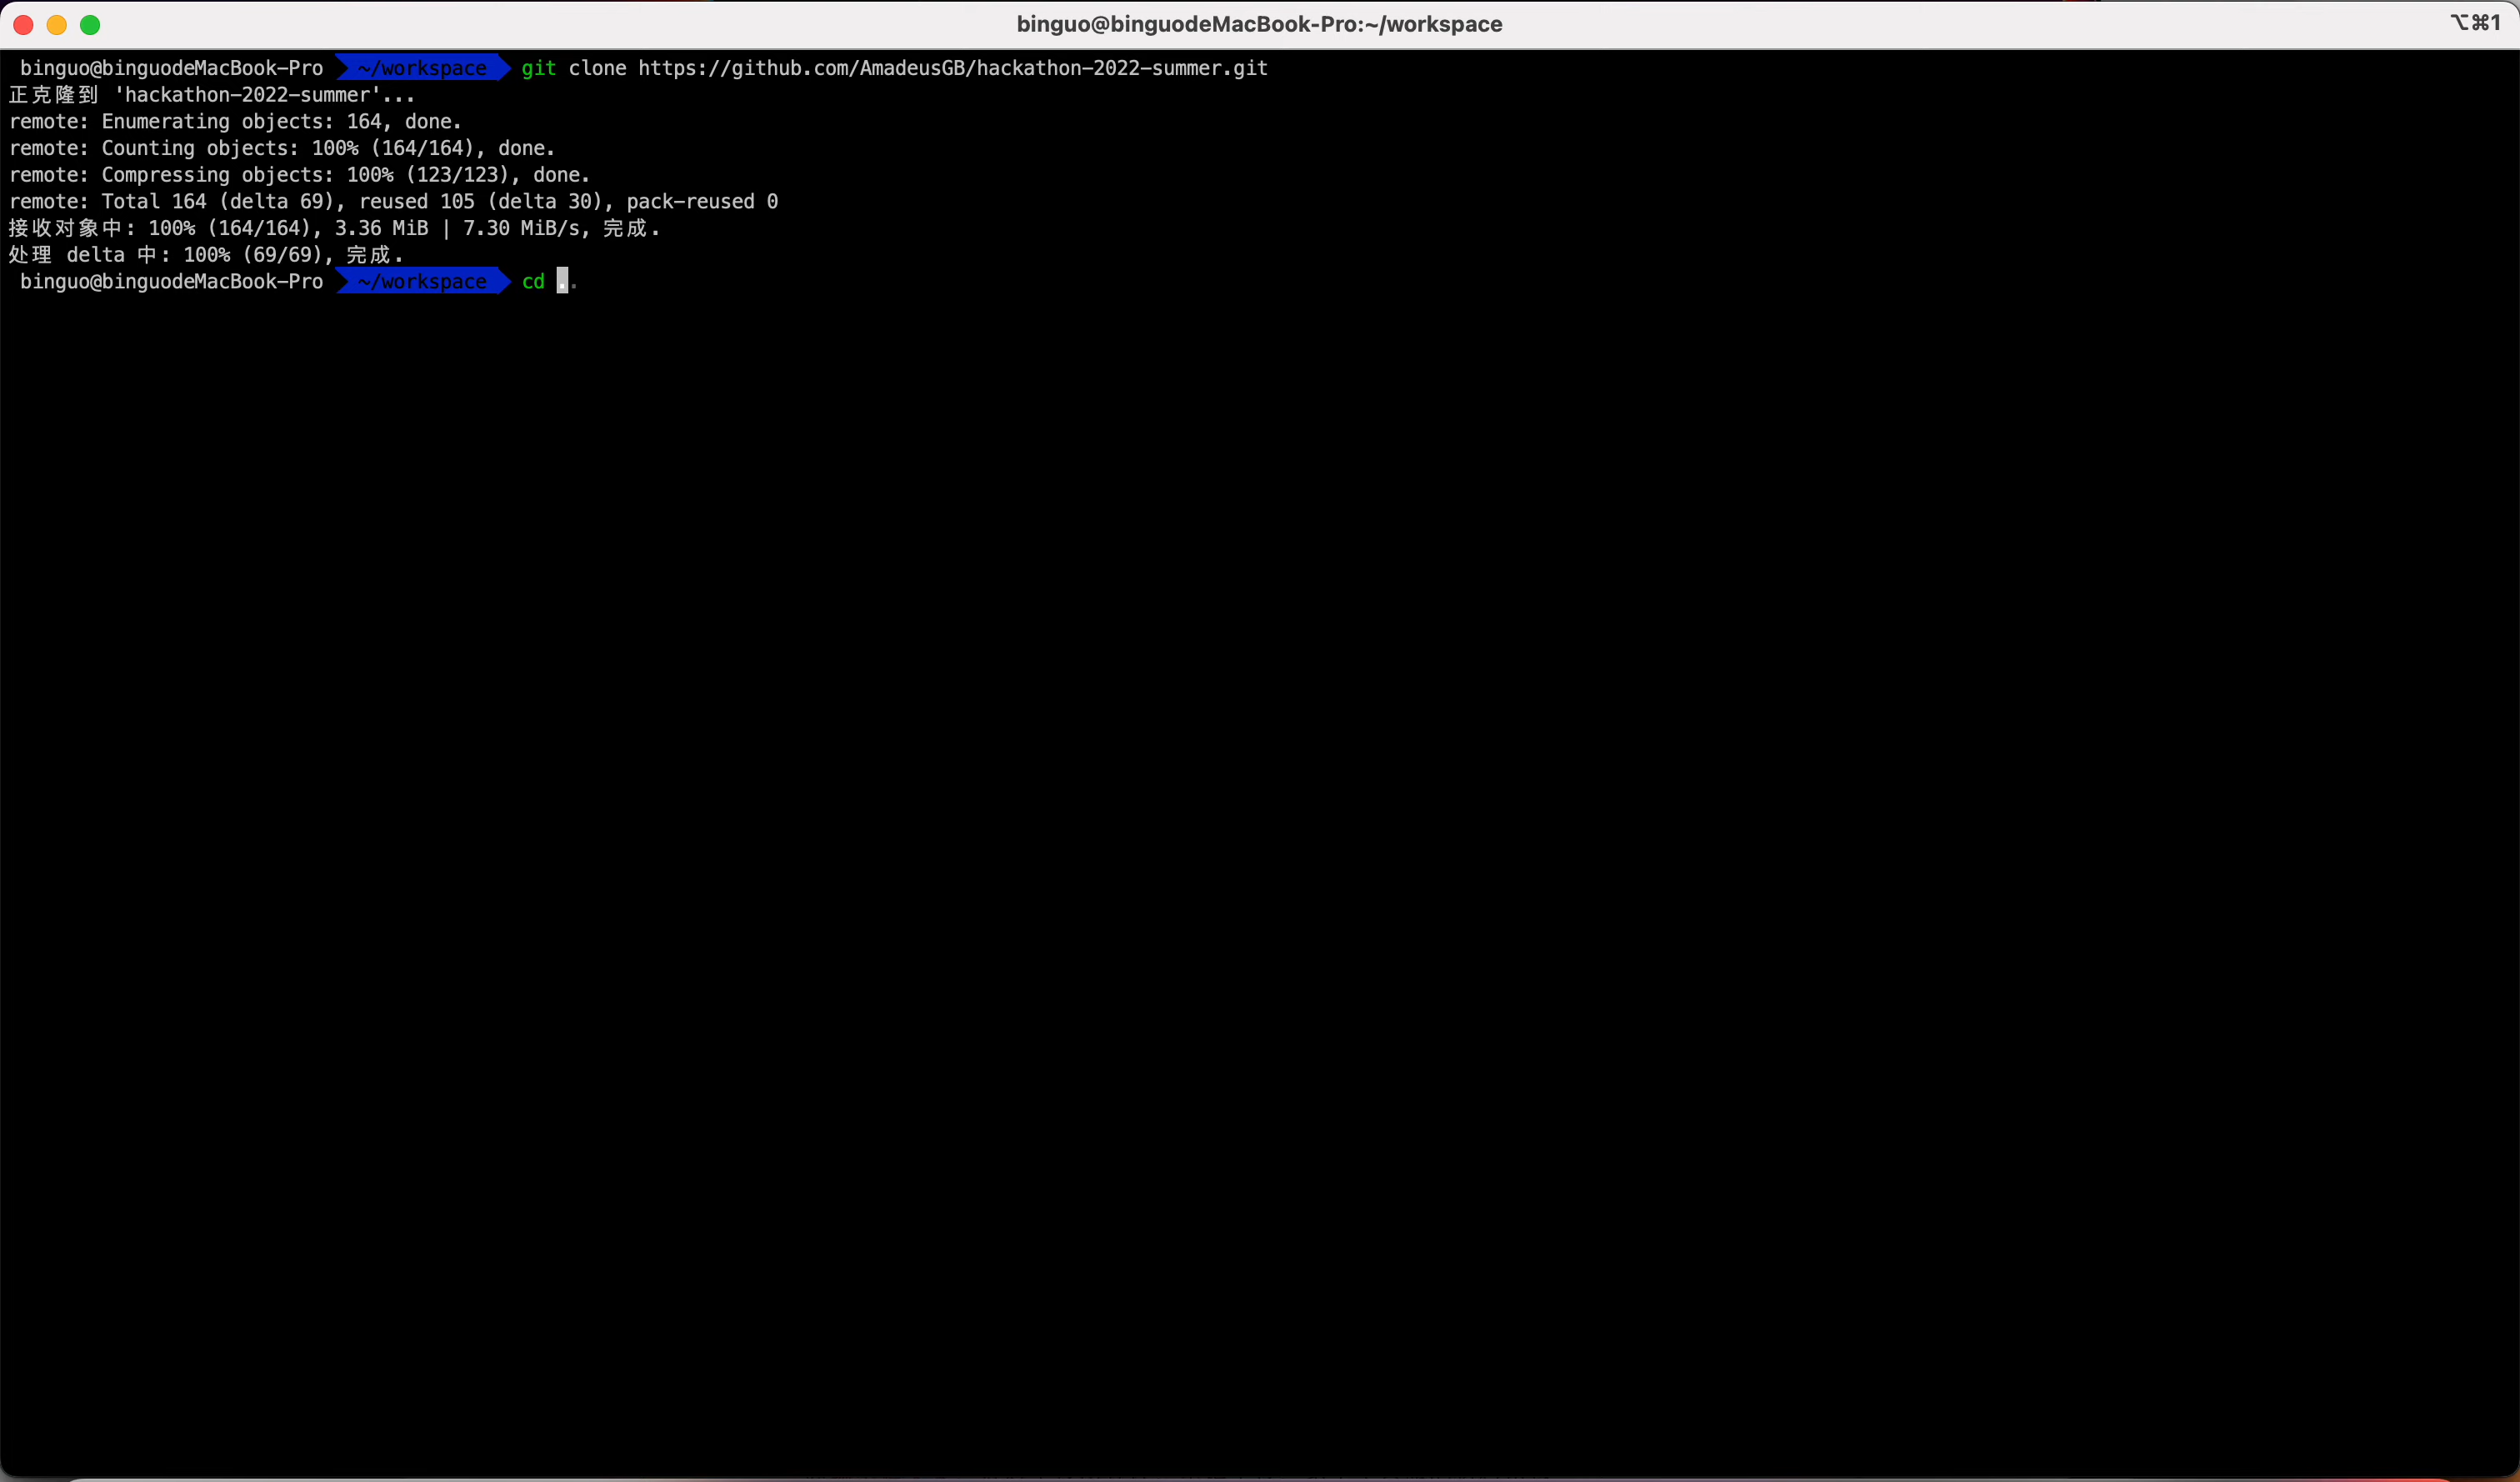 binguo@binguodeMacBook-Pro:~/workspace
⌥⌘1
binguo@binguodeMacBook-Pro ~/workspace git clone https://github.com/AmadeusGB/hackathon-2022-summer.git
正克隆到 'hackathon-2022-summer'...
remote: Enumerating objects: 164, done.
remote: Counting objects: 100% (164/164), done.
remote: Compressing objects: 100% (123/123), done.
remote: Total 164 (delta 69), reused 105 (delta 30), pack-reused 0
接收对象中: 100% (164/164), 3.36 MiB | 7.30 MiB/s, 完成.
处理 delta 中: 100% (69/69), 完成.
binguo@binguodeMacBook-Pro ~/workspace cd ..